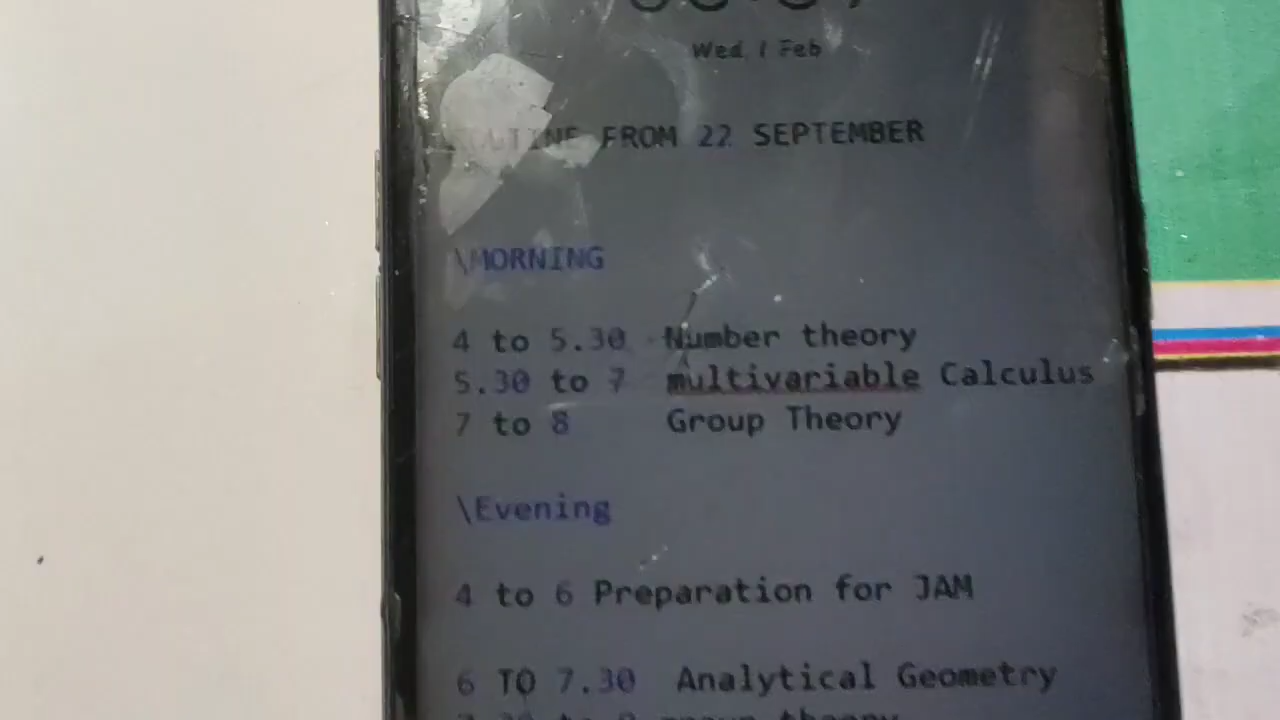 Wed, 1 Feb
ROUTINE FROM 22 SEPTEMBER
\MORNING
4 to 5.30 Number theory
5.30 to 7 multivariable Calculus
7 to 8 Group Theory
\Evening
4 to 6 Preparation for JAM
6 TO 7.30 Analytical Geometry